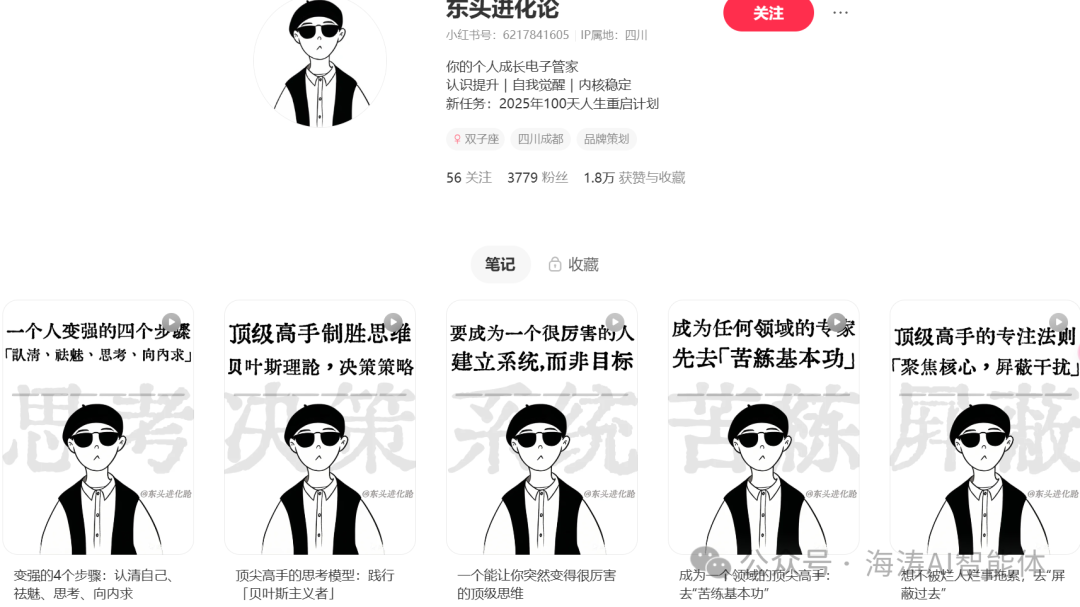 东头进化论
关注
小红书号：6217841605 IP属地：四川
你的个人成长电子管家
认识提升 | 自我觉醒 | 内核稳定
新任务：2025年100天人生重启计划
双子座 四川成都 品牌策划
56 关注 3779 粉丝 1.8万 获赞与收藏
笔记 收藏
一个人变强的四个步骤
「認清、祛魅、思考、向内求」
思考
@东头进化论
变强的4个步骤：认清自己、
祛魅、思考、向内求
顶级高手制胜思维
贝叶斯理論，决策策略
决策
@东头进化论
顶尖高手的思考模型：践行
「贝叶斯主义者」
要成为一个很厉害的人
建立系统,而非目标
系统
@东头进化论
一个能让你突然变得很厉害
的顶级思维
成为任何领域的专家
先去「苦練基本功」
苦練
@东头进化论
成为一个领域的顶尖高手：
去“苦练基本功”
顶级高手的专注法则
「聚焦核心，屏蔽干扰」
屏蔽
@东头进化论
想不被烂人烂事拖累，去“屏
蔽过去”
公众号 · 海涛AI智能体